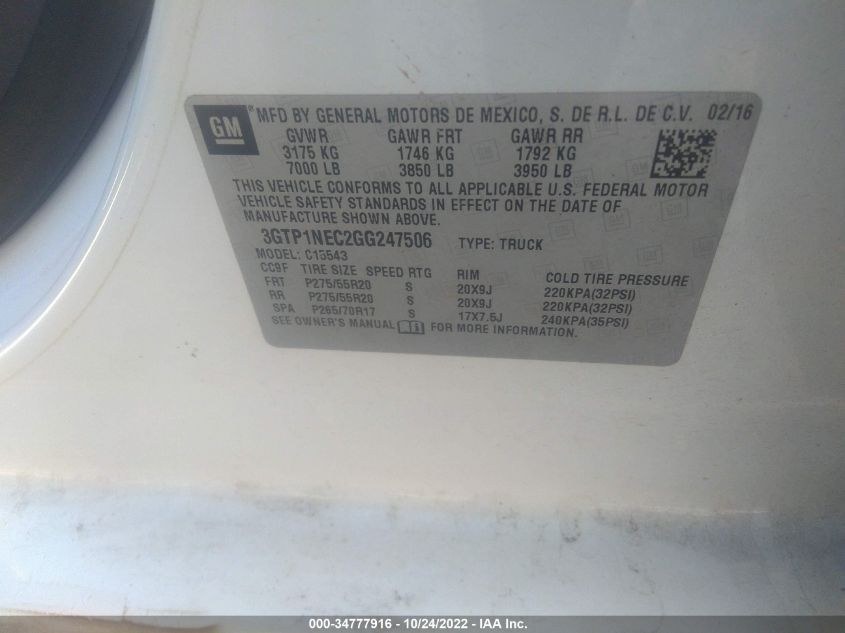 GM
® MFD BY GENERAL MOTORS DE MEXICO, S. DE R.L. DE C.V. 02/16
GVWR GAWR FRT GAWR RR
3175 KG 1746 KG 1792 KG
7000 LB 3850 LB 3950 LB
THIS VEHICLE CONFORMS TO ALL APPLICABLE U.S. FEDERAL MOTOR
VEHICLE SAFETY STANDARDS IN EFFECT ON THE DATE OF
MANUFACTURE SHOWN ABOVE.
3GTP1NEC2GG247506 TYPE: TRUCK
MODEL: C15543
CC9F TIRE SIZE SPEED RTG RIM COLD TIRE PRESSURE
FRT P275/55R20 S 20X9J 220KPA(32PSI)
RR P275/55R20 S 20X9J 220KPA(32PSI)
SPA P265/70R17 S 17X7.5J 240KPA(35PSI)
SEE OWNER'S MANUAL FOR MORE INFORMATION.
000-34777916 - 10/24/2022 - IAA Inc.